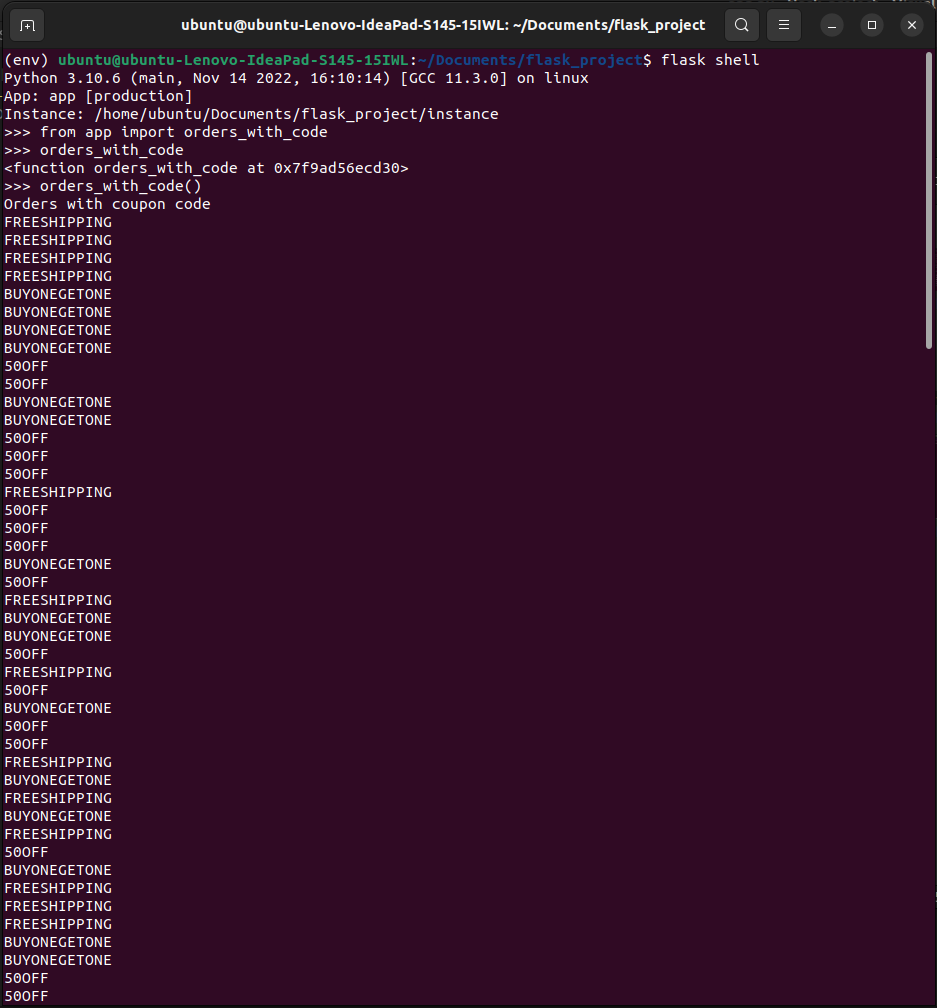 ubuntu@ubuntu-Lenovo-IdeaPad-S145-15IWL: ~/Documents/flask_project
(env) ubuntu@ubuntu-Lenovo-IdeaPad-S145-15IWL:~/Documents/flask_project$ flask shell
Python 3.10.6 (main, Nov 14 2022, 16:10:14) [GCC 11.3.0] on linux
App: app [production]
Instance: /home/ubuntu/Documents/flask_project/instance
>>> from app import orders_with_code
>>> orders_with_code
<function orders_with_code at 0x7f9ad56ecd30>
>>> orders_with_code()
Orders with coupon code
FREESHIPPING
FREESHIPPING
FREESHIPPING
FREESHIPPING
BUYONEGETONE
BUYONEGETONE
BUYONEGETONE
BUYONEGETONE
50OFF
50OFF
BUYONEGETONE
BUYONEGETONE
50OFF
50OFF
50OFF
FREESHIPPING
50OFF
50OFF
50OFF
BUYONEGETONE
50OFF
FREESHIPPING
BUYONEGETONE
BUYONEGETONE
50OFF
FREESHIPPING
50OFF
BUYONEGETONE
50OFF
50OFF
FREESHIPPING
BUYONEGETONE
FREESHIPPING
BUYONEGETONE
FREESHIPPING
50OFF
BUYONEGETONE
FREESHIPPING
FREESHIPPING
FREESHIPPING
BUYONEGETONE
BUYONEGETONE
50OFF
50OFF